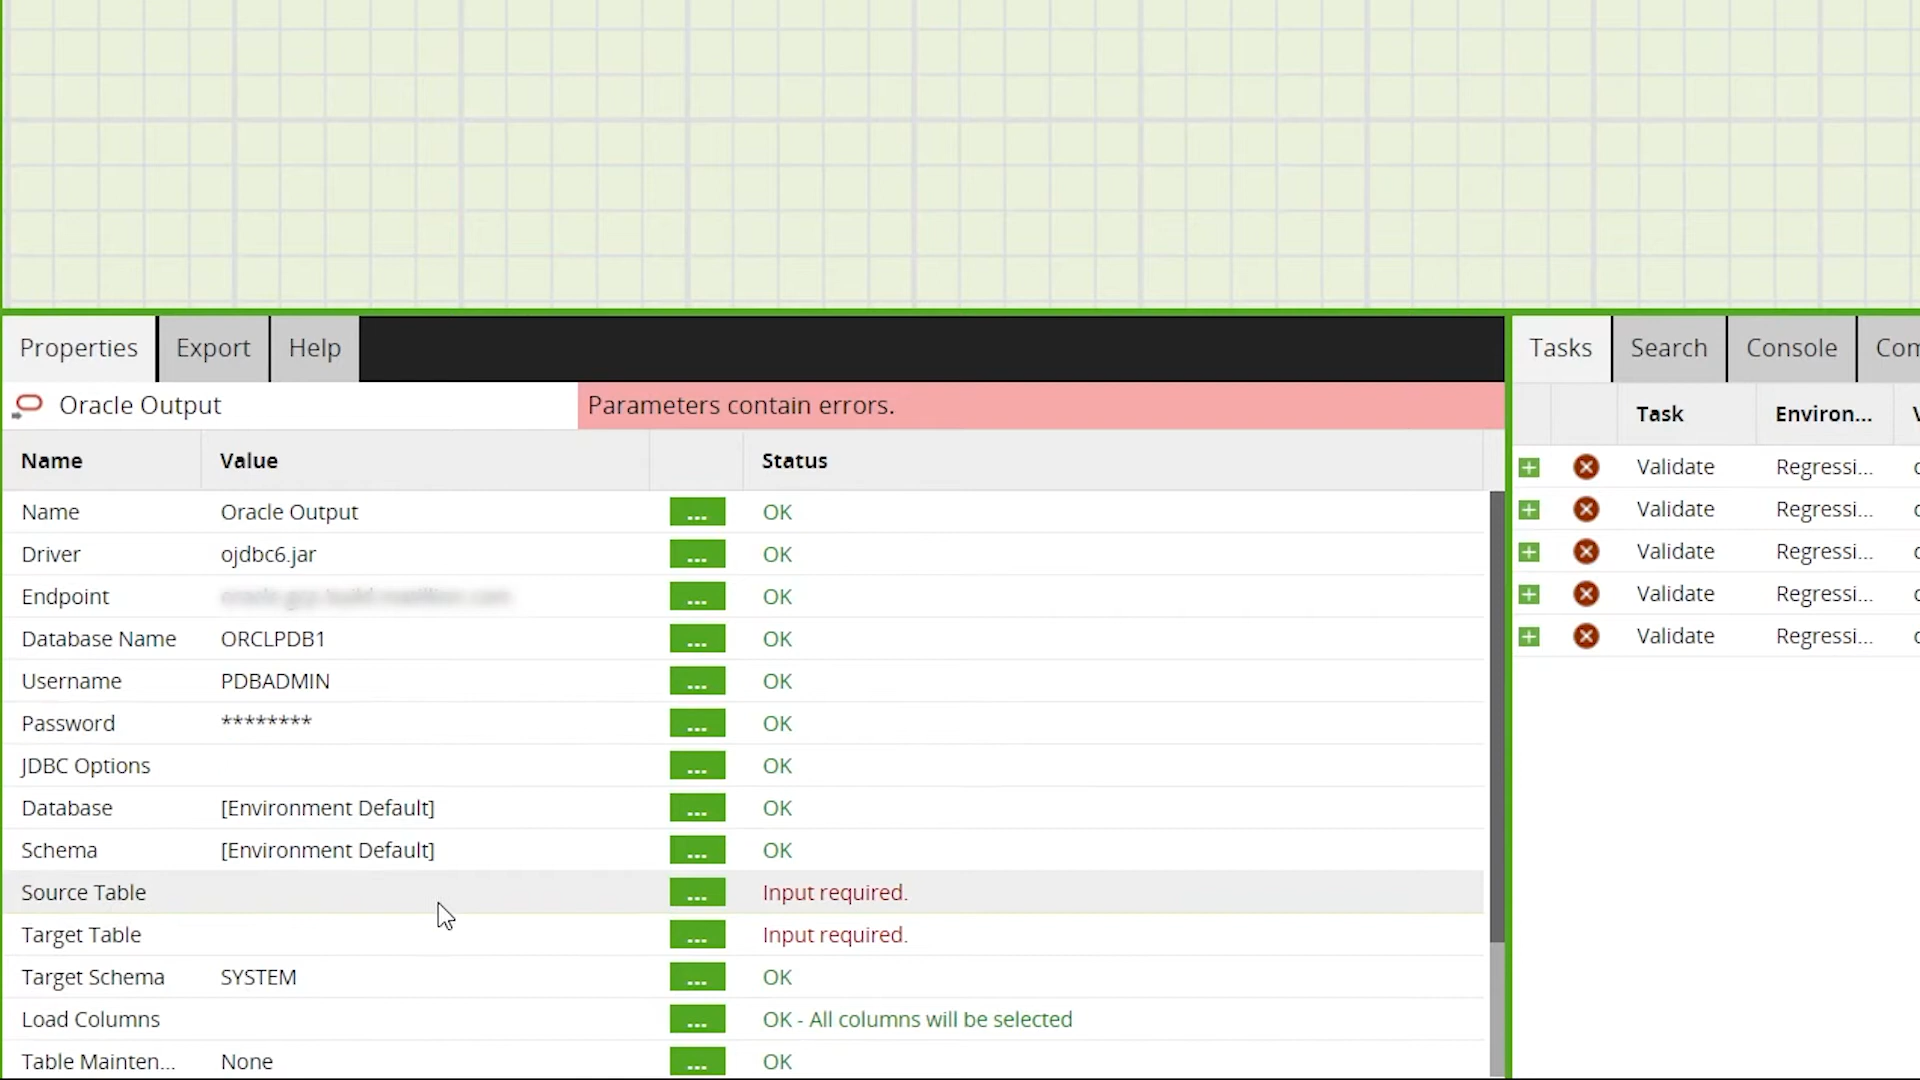 Properties Export Help
Tasks Search Console
Oracle Output Parameters contain errors.
Name Value Status
Task Environ...
Name Oracle Output ... OK
Driver ojdbc6.jar ... OK
Endpoint ... OK
Database Name ORCLPDB1 ... OK
Username PDBADMIN ... OK
Password ******** ... OK
JDBC Options ... OK
Database [Environment Default] ... OK
Schema [Environment Default] ... OK
Source Table ... Input required.
Target Table ... Input required.
Target Schema SYSTEM ... OK
Load Columns ... OK - All columns will be selected
Table Mainten... None ... OK
Validate Regressi...
Validate Regressi...
Validate Regressi...
Validate Regressi...
Validate Regressi...